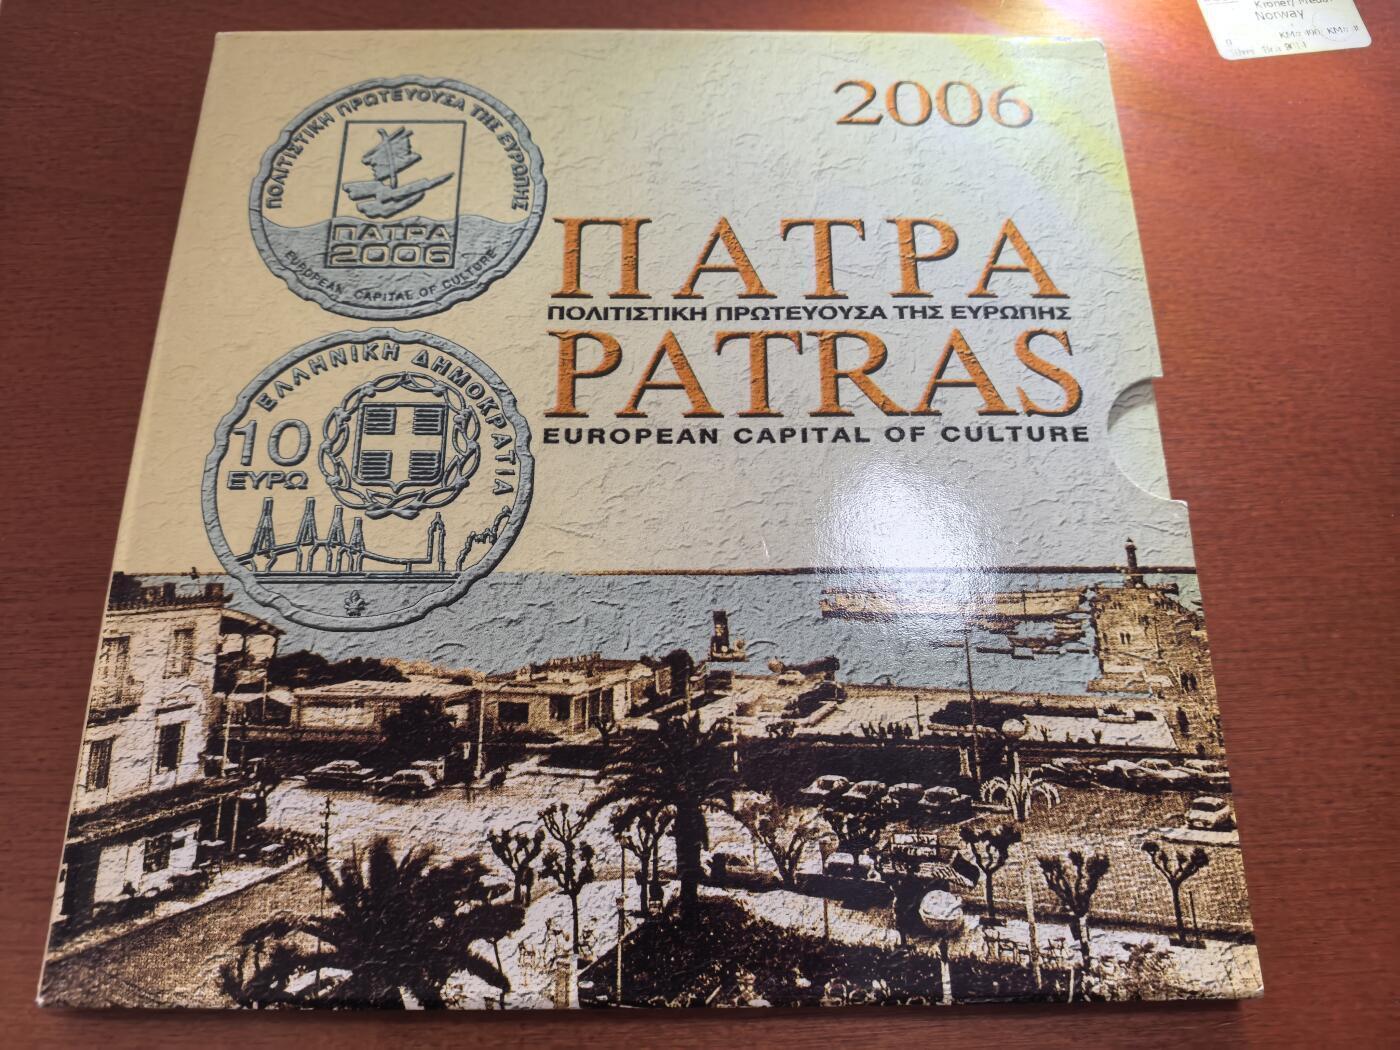 Norway
2006
ΠΟΛΙΤΙΣΤΙΚΗ ΠΡΩΤΕΥΟΥΣΑ ΤΗΣ ΕΥΡΩΠΗΣ
ΠΑΤΡΑ
2006
EUROPEAN CAPITAL OF CULTURE
ΠΑΤΡΑ
ΠΟΛΙΤΙΣΤΙΚΗ ΠΡΩΤΕΥΟΥΣΑ ΤΗΣ ΕΥΡΩΠΗΣ
PATRAS
EUROPEAN CAPITAL OF CULTURE
ΕΛΛΗΝΙΚΗ ΔΗΜΟΚΡΑΤΙΑ
10
ΕΥΡΩ